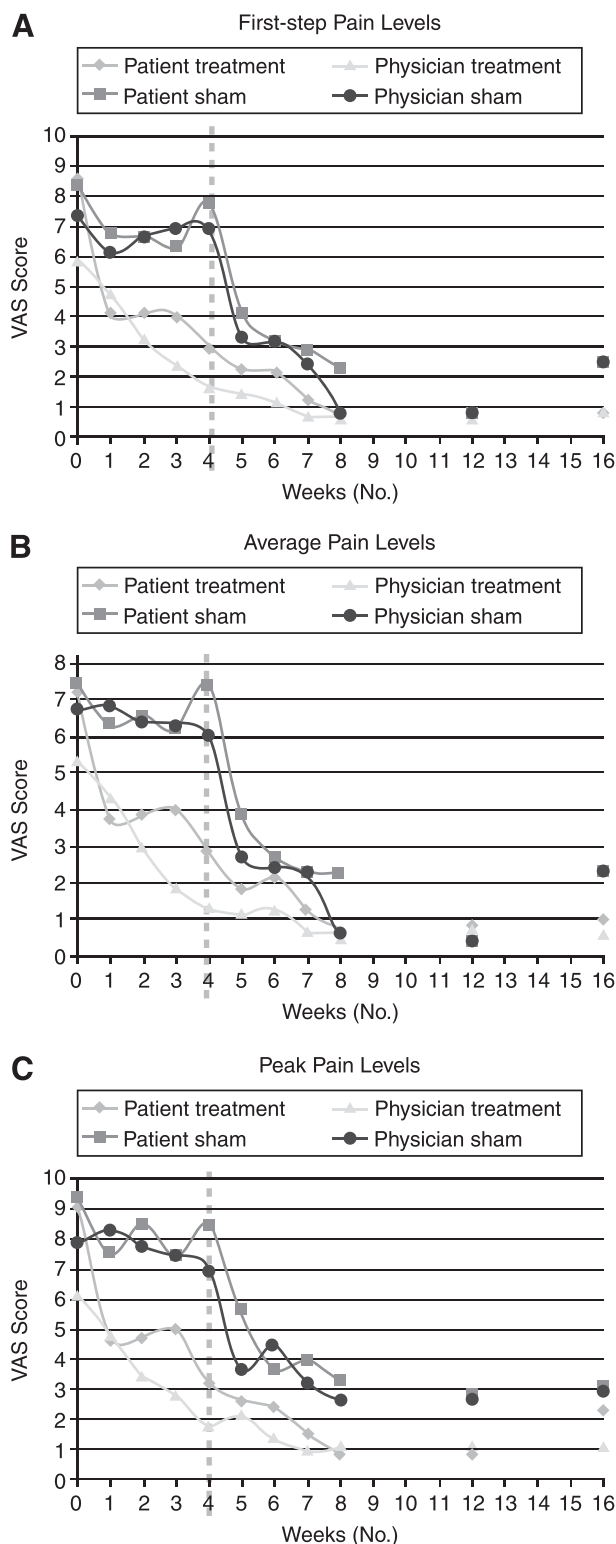 A
First-step Pain Levels
Patient treatment Physician treatment
Patient sham Physician sham
10
9
8
7
6
5
4
3
2
1
0
VAS Score
0 1 2 3 4 5 6 7 8 9 10 11 12 13 14 15 16
Weeks (No.)
B
Average Pain Levels
Patient treatment Physician treatment
Patient sham Physician sham
8
7
6
5
4
3
2
1
0
VAS Score
0 1 2 3 4 5 6 7 8 9 10 11 12 13 14 15 16
Weeks (No.)
C
Peak Pain Levels
Patient treatment Physician treatment
Patient sham Physician sham
10
9
8
7
6
5
4
3
2
1
0
VAS Score
0 1 2 3 4 5 6 7 8 9 10 11 12 13 14 15 16
Weeks (No.)